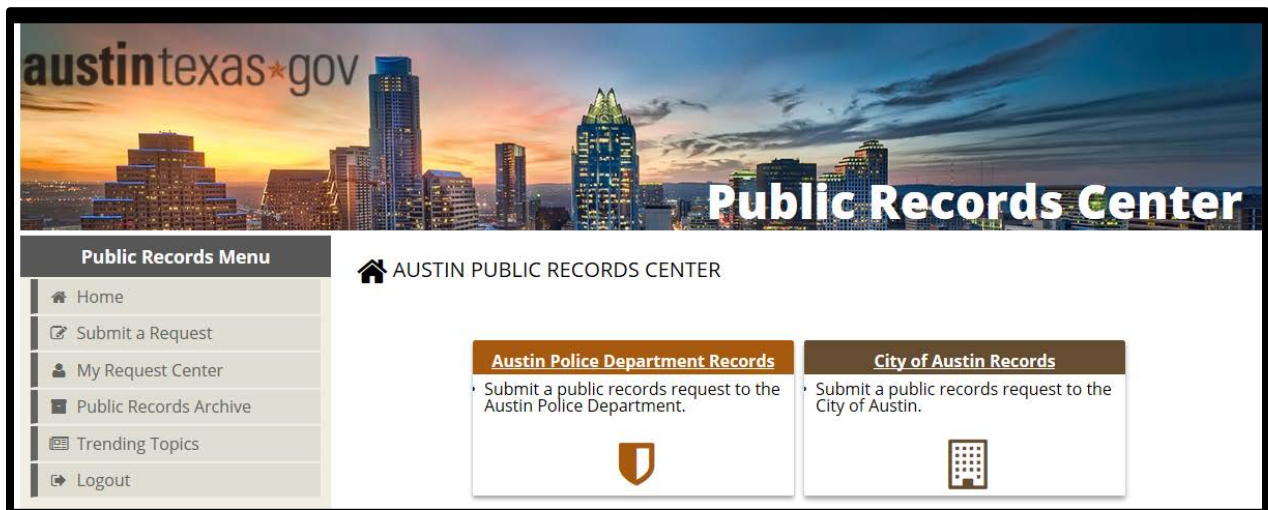 austintexas*gov
Public Records Center
Public Records Menu
Home
Submit a Request
My Request Center
Public Records Archive
Trending Topics
Logout
AUSTIN PUBLIC RECORDS CENTER
Austin Police Department Records
• Submit a public records request to the
Austin Police Department.
City of Austin Records
• Submit a public records request to the
City of Austin.